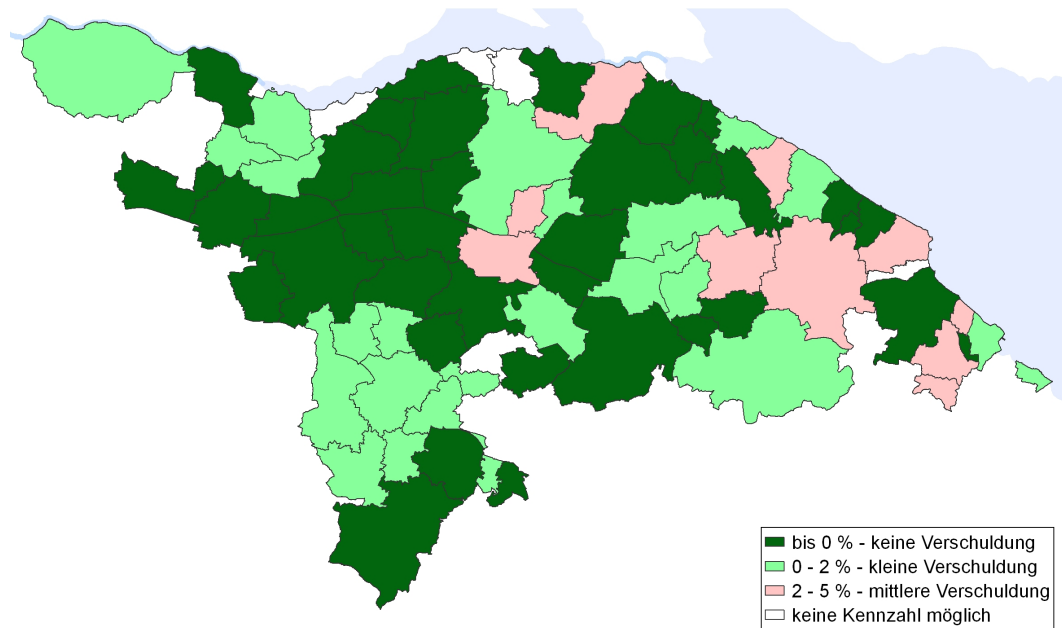 bis 0 % - keine Verschuldung
0 - 2 % - kleine Verschuldung
2 - 5 % - mittlere Verschuldung
keine Kennzahl möglich